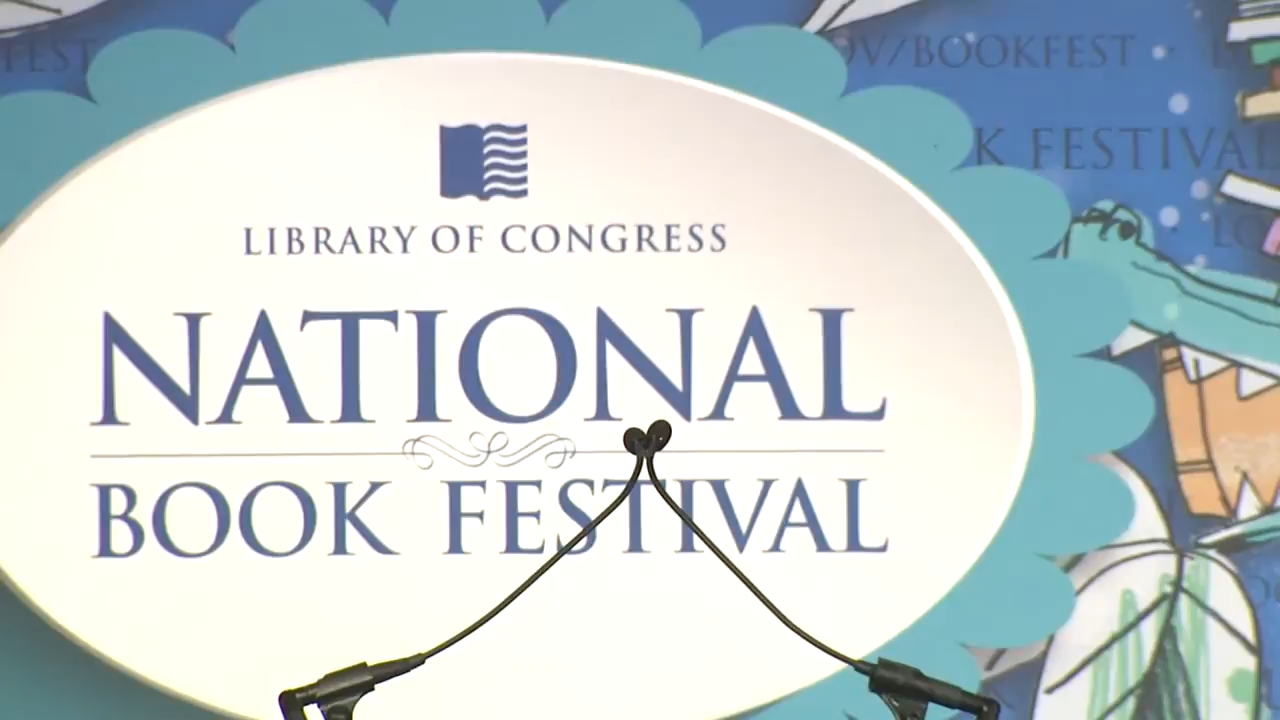 FEST
OV/BOOKFEST
K FESTIVAL
LIBRARY OF CONGRESS
NATIONAL
BOOK FESTIVAL